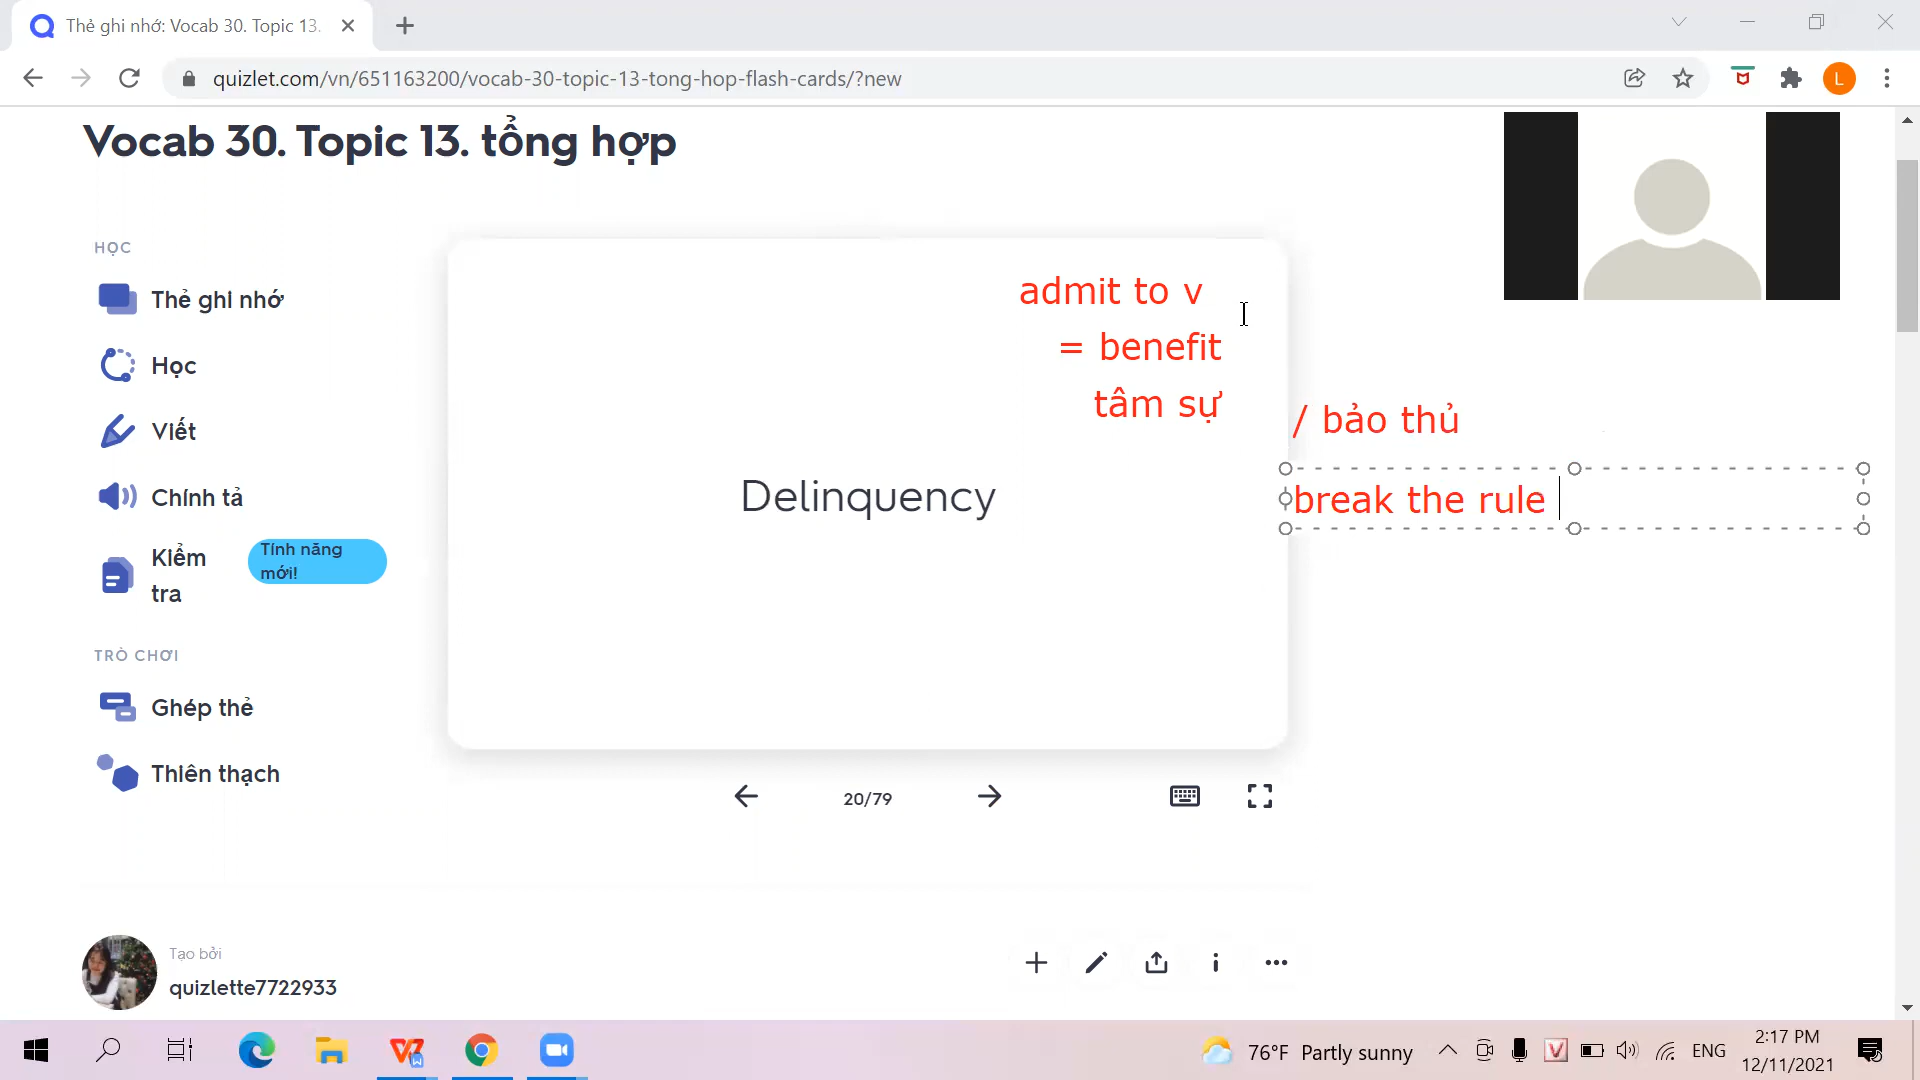 Thẻ ghi nhớ: Vocab 30. Topic 13.
quizlet.com/vn/651163200/vocab-30-topic-13-tong-hop-flash-cards/?new
L
Vocab 30. Topic 13. tổng hợp
HỌC
Thẻ ghi nhớ
Học
Viết
Chính tả
Kiểm tra
Tính năng mới!
TRÒ CHƠI
Ghép thẻ
Thiên thạch
admit to v
= benefit
tâm sự
/ bảo thủ
break the rule
Delinquency
20/79
Tạo bởi
quizlette7722933
76°F Partly sunny
ENG
2:17 PM
12/11/2021